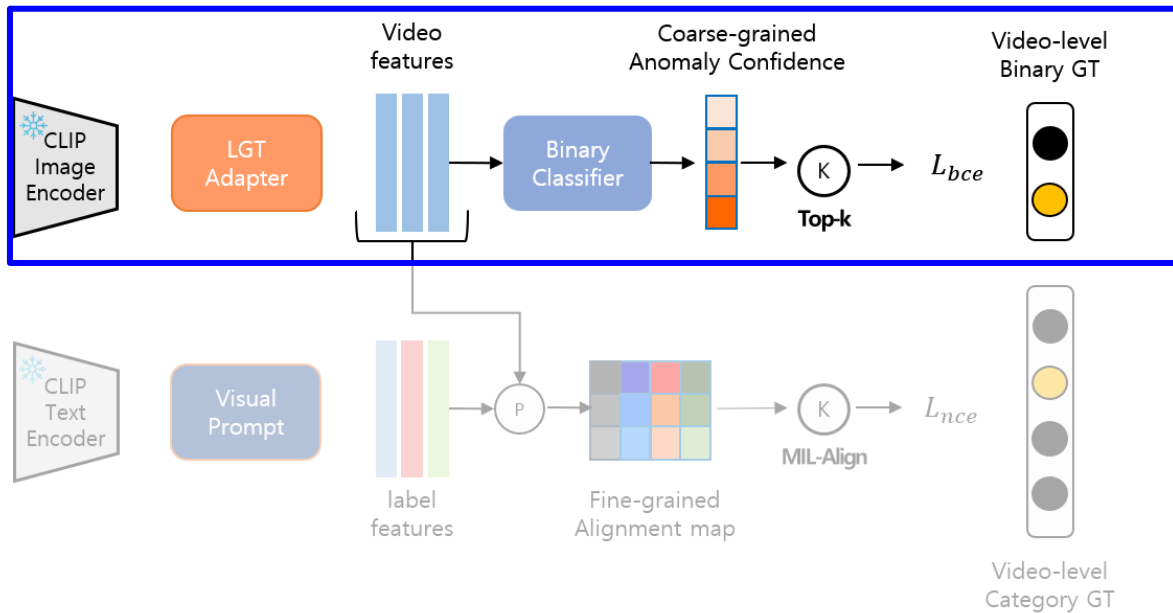 Video
features
Coarse-grained
Anomaly Confidence
Video-level
Binary GT
CLIP
Image
Encoder
LGT
Adapter
Binary
Classifier
K
Top-k
L_bce
CLIP
Text
Encoder
Visual
Prompt
P
K
MIL-Align
L_nce
label
features
Fine-grained
Alignment map
Video-level
Category GT